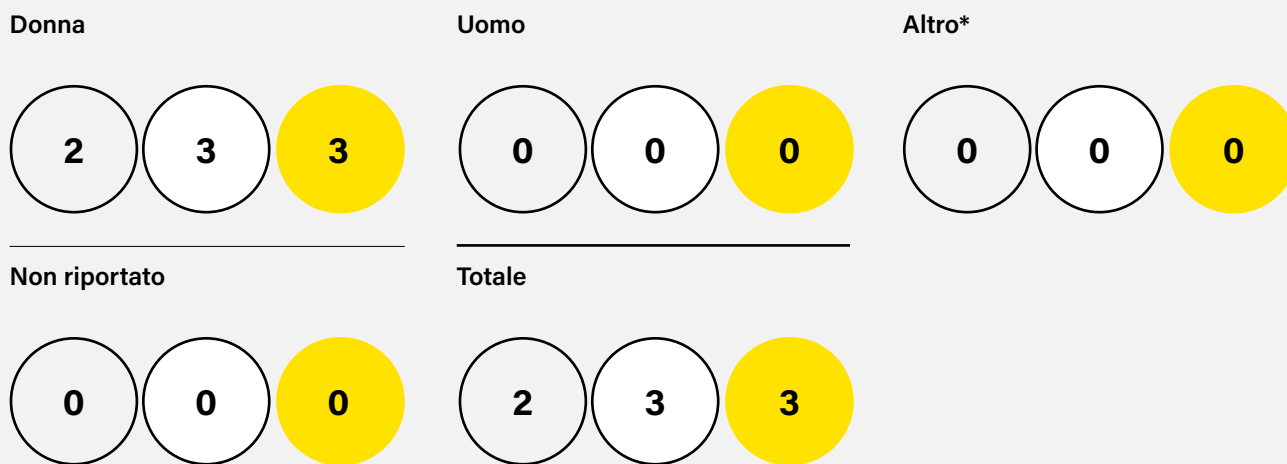 Donna Uomo Altro*
2 3 3 0 0 0 0 0 0
Non riportato Totale
0 0 0 2 3 3